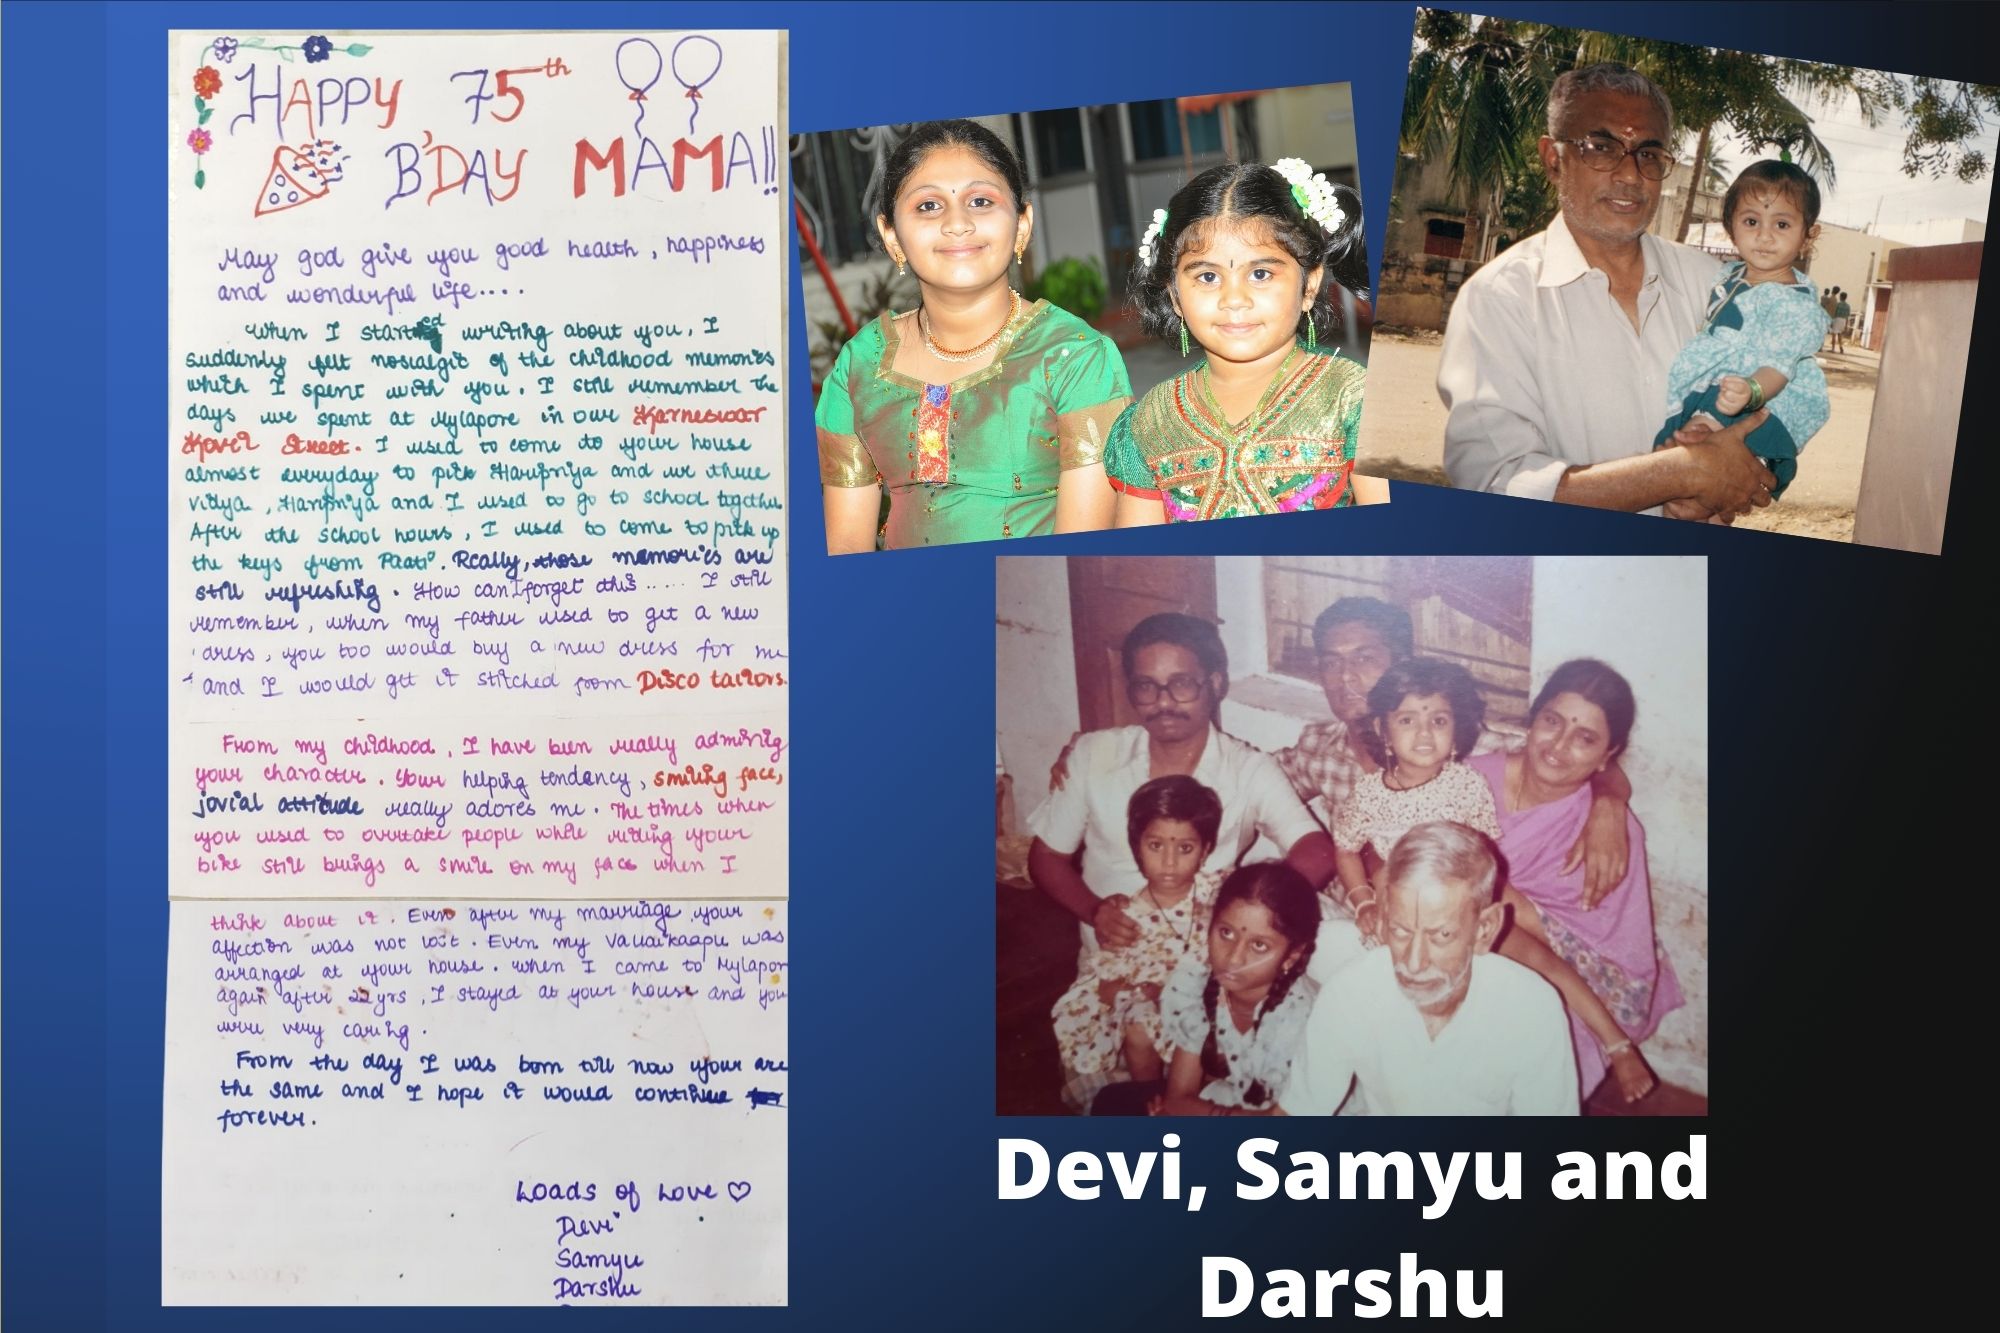 HAPPY 75th
B'DAY MAMA!!
May god give you good health, happiness
and wonderful life....
When I started writing about you, I
suddenly felt nostalgit of the childhood memories
which I spent with you. I still remember the
days we spent at Mylapore in our Karneswar
Kovil Street. I used to come to your house
almost everyday to pick Haripriya and we three
Vidya, Haripriya and I used to go to school together
After the school hours, I used to come to pick up
the keys from Paati. Really, those memories are
still refreshing. How can I forget this..... I still
remember, when my father used to get a new
dress, you too would buy a new dress for me
and I would get it stitched from Disco tailors.
From my childhood, I have been really admiring
your character. Your helping tendency, smiling face,
jovial attitude really adores me. The times when
you used to overtake people while riding your
bike still brings a smile on my face when I
think about it. Even after my marriage your
affection was not lost. Even my Valaikaapu was
arranged at your house. When I came to Mylapor
again after 22yrs, I stayed at your house and you
were very caring.
From the day I was born till now your are
the same and I hope it would continue
forever.
Loads of Love ♡
Devi
Samyu
Darshu
Devi, Samyu and
Darshu